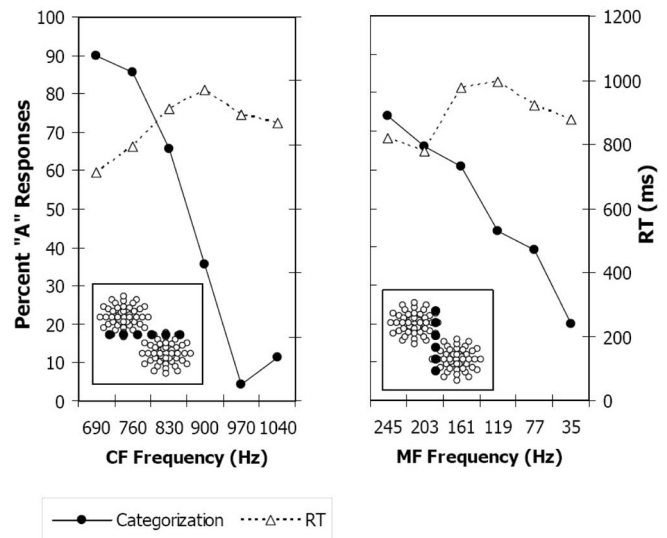 Percent "A" Responses
100
90
80
70
60
50
40
30
20
10
0
690 760 830 900 970 1040
CF Frequency (Hz)
245 203 161 119 77 35
MF Frequency (Hz)
1200
1000
800
600
400
200
0
RT (ms)
Categorization RT